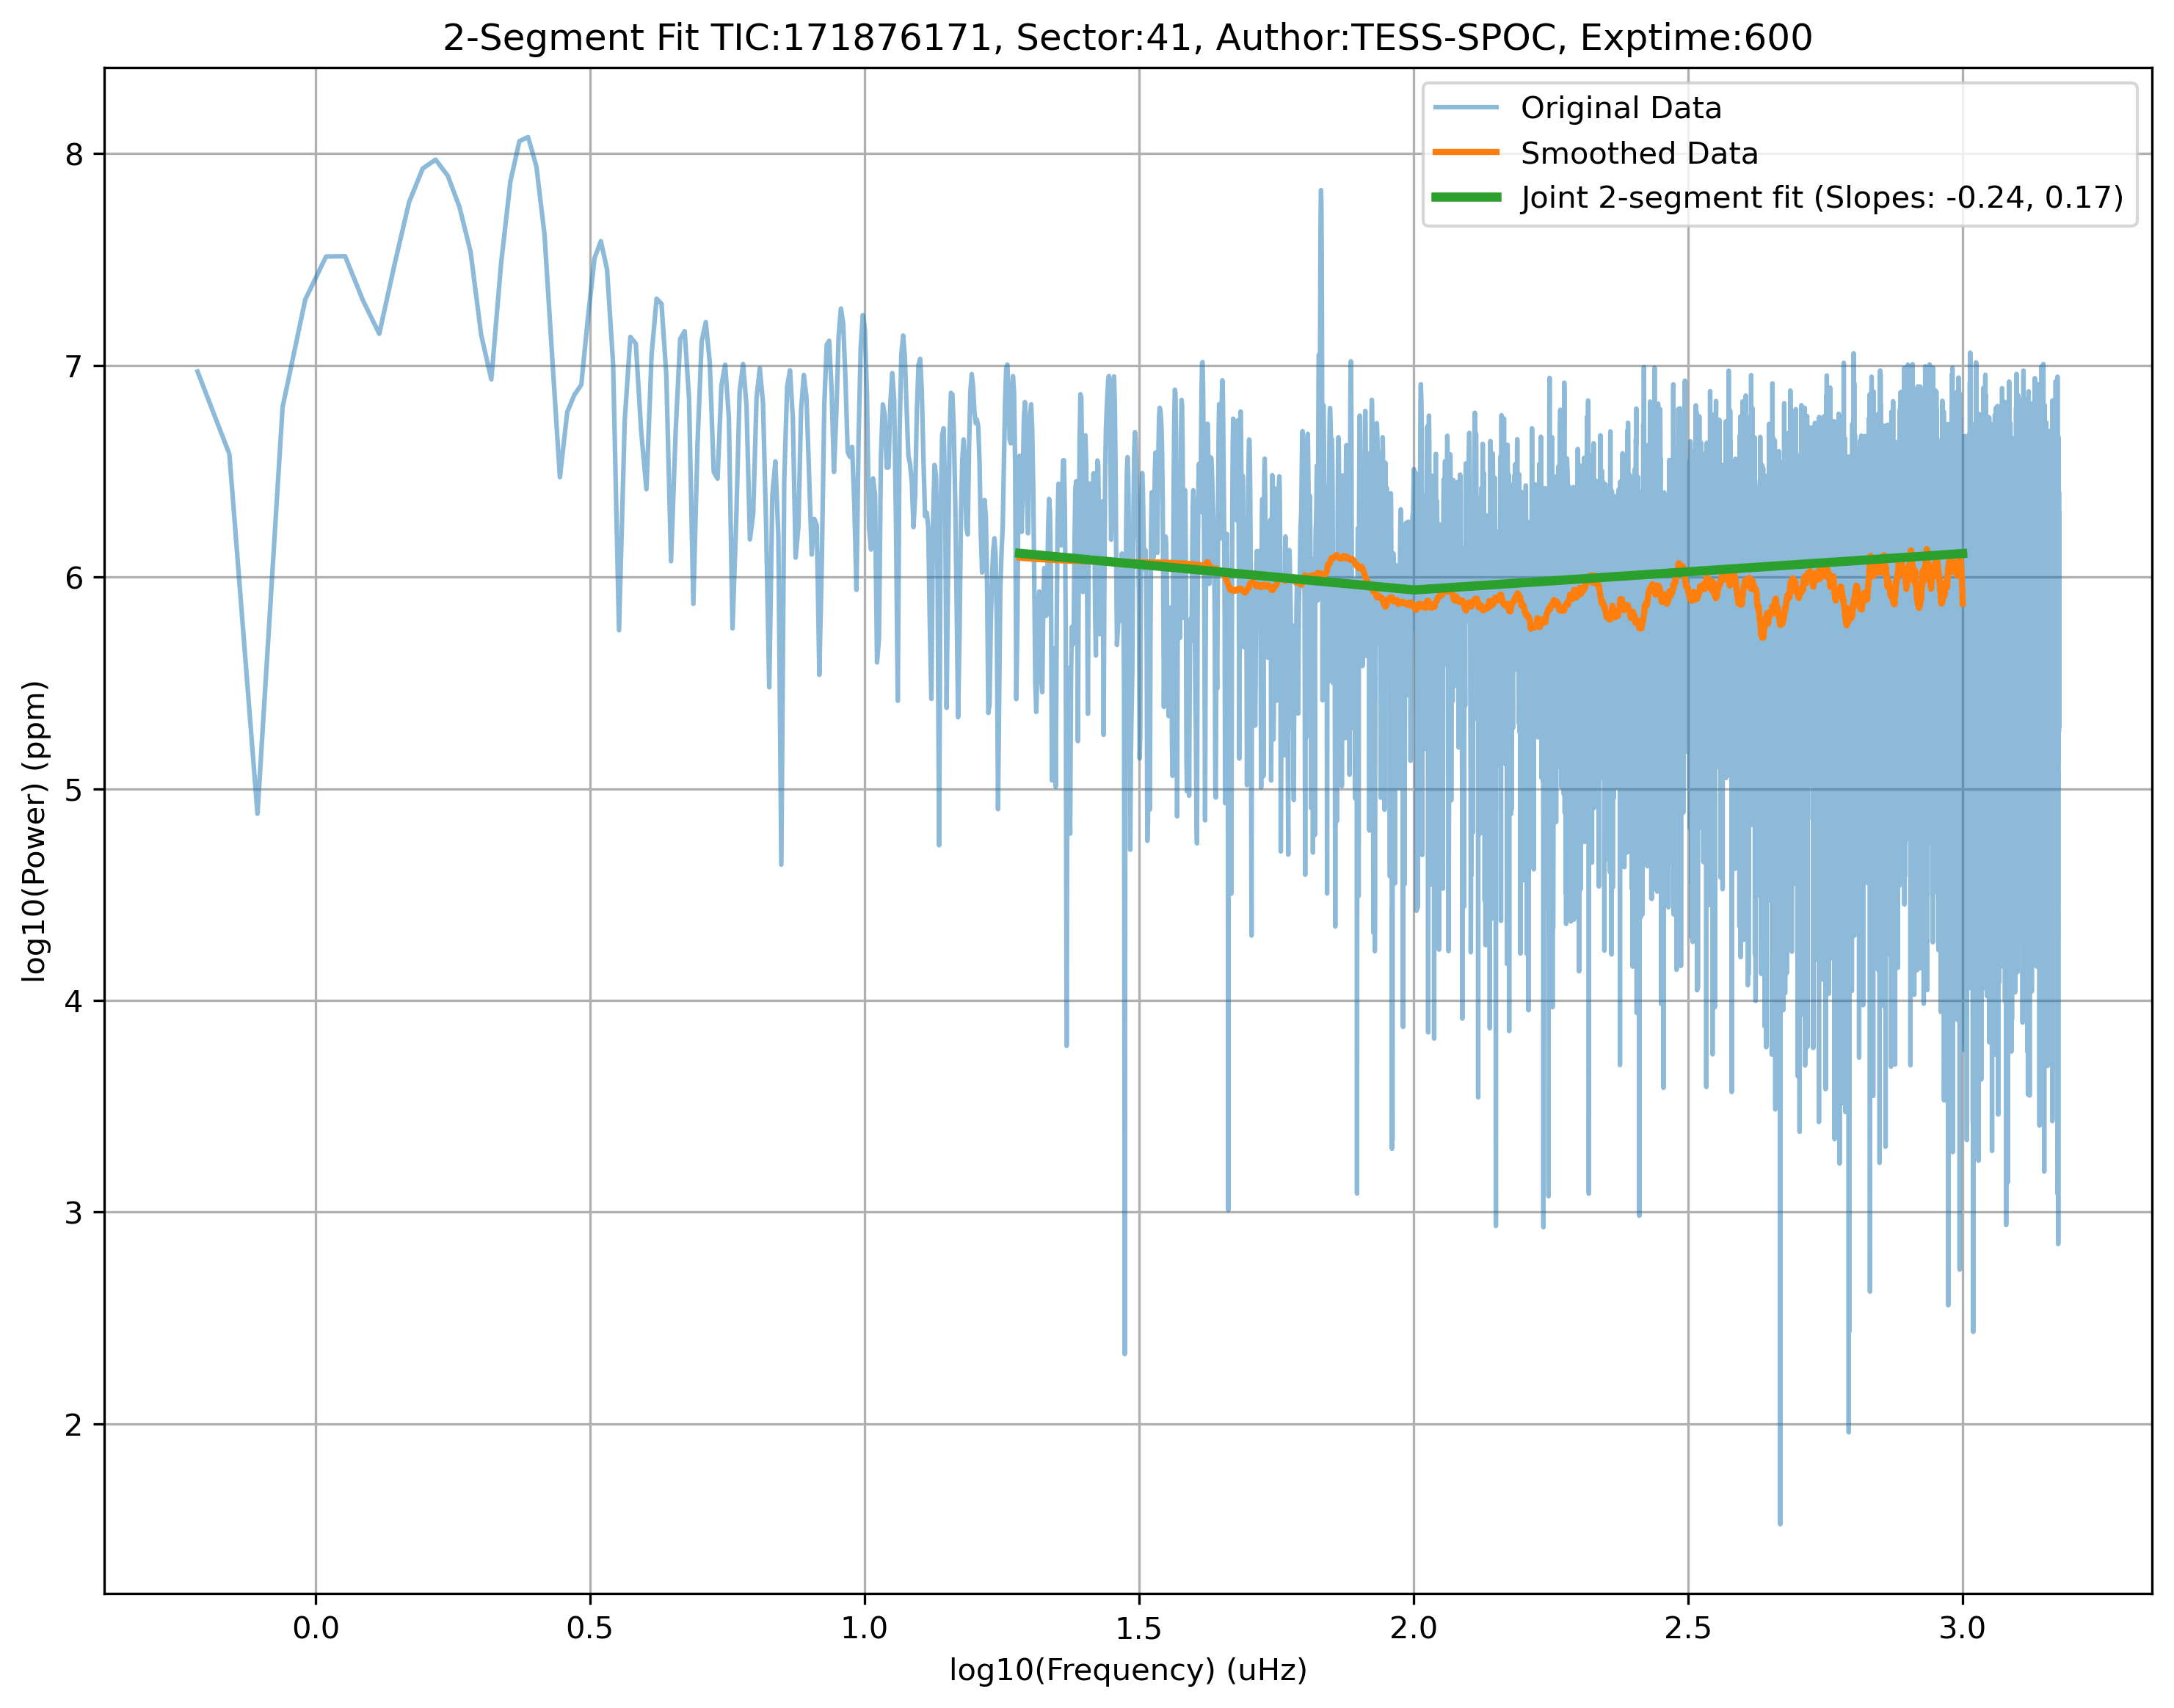 2-Segment Fit TIC:171876171, Sector:41, Author:TESS-SPOC, Exptime:600
Original Data
Smoothed Data
Joint 2-segment fit (Slopes: -0.24, 0.17)
log10(Power) (ppm)
8
7
6
5
4
3
2
0.0 0.5 1.0 1.5 2.0 2.5 3.0
log10(Frequency) (uHz)